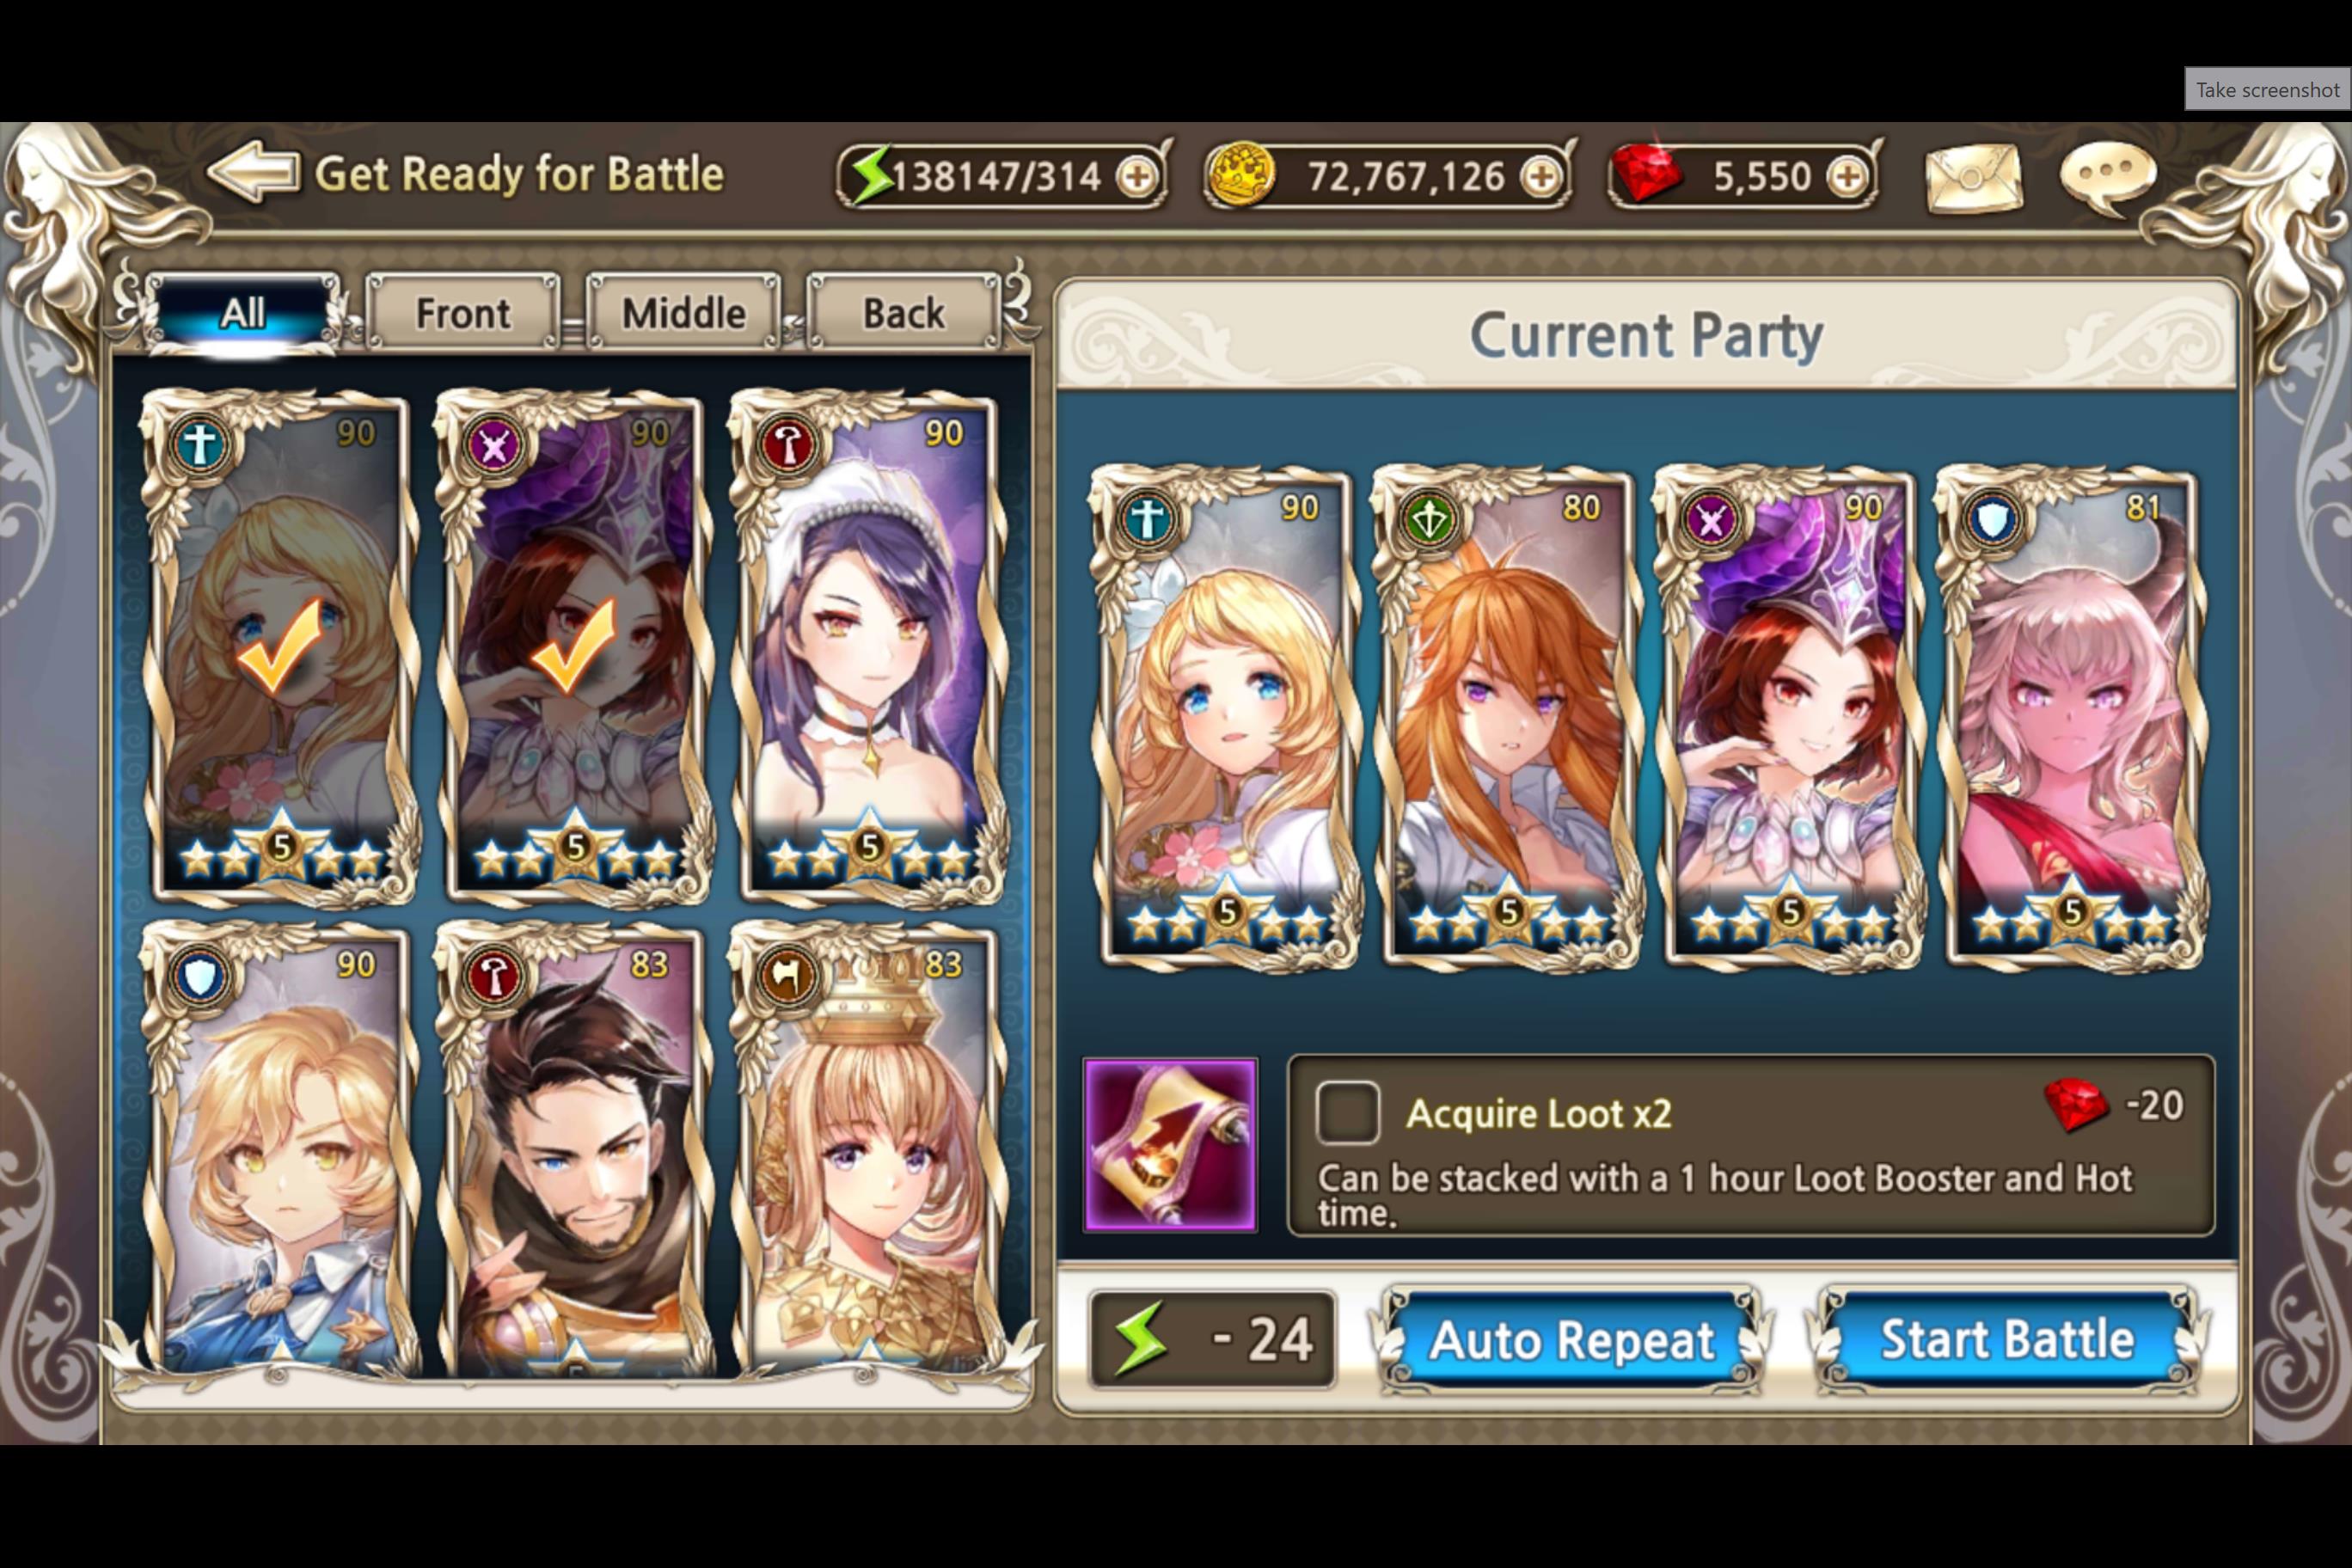 Take screenshot
Get Ready for Battle
138147/314
72,767,126
5,550
All
Front
Middle
Back
Current Party
90
90
90
5
5
5
90
83
83
90
80
90
81
5
5
5
5
Acquire Loot x2
-20
Can be stacked with a 1 hour Loot Booster and Hot
time.
- 24
Auto Repeat
Start Battle